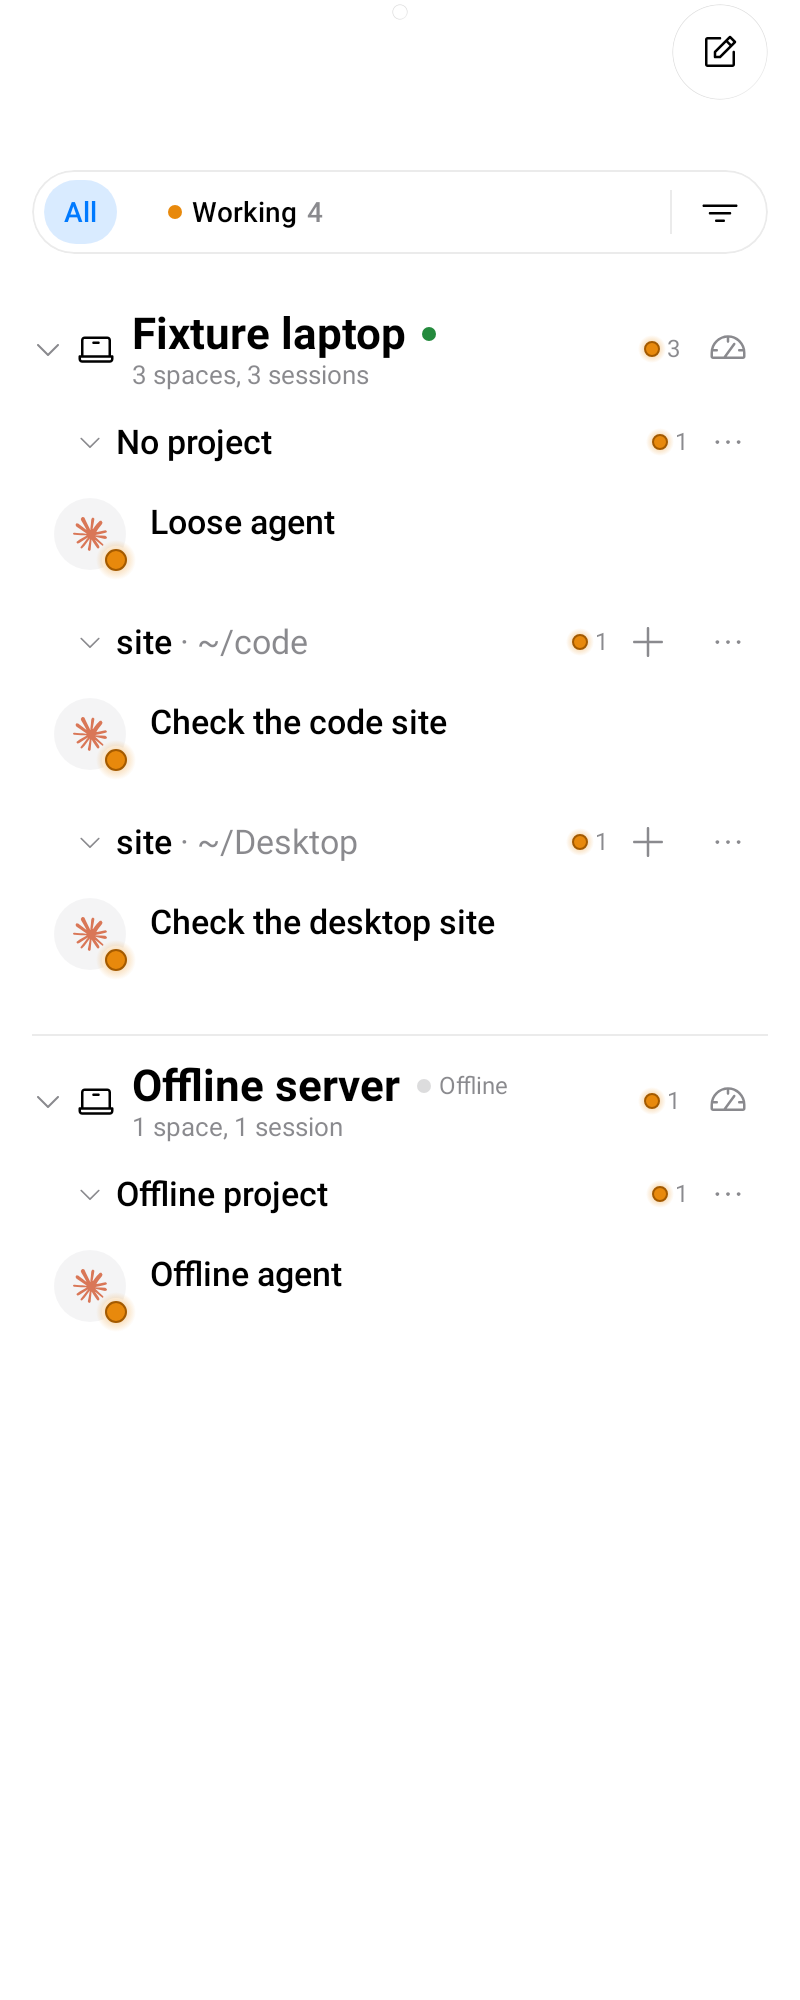 All
Working 4
Fixture laptop
3 spaces, 3 sessions
3
No project
1
Loose agent
site · ~/code
1
Check the code site
site · ~/Desktop
1
Check the desktop site
Offline server
Offline
1 space, 1 session
1
Offline project
1
Offline agent